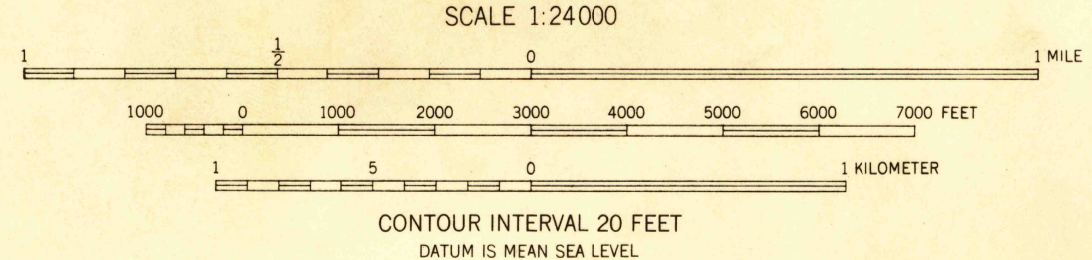 SCALE 1:24000
1 1/2 0 1 MILE
1000 0 1000 2000 3000 4000 5000 6000 7000 FEET
1 5 0 1 KILOMETER
CONTOUR INTERVAL 20 FEET
DATUM IS MEAN SEA LEVEL